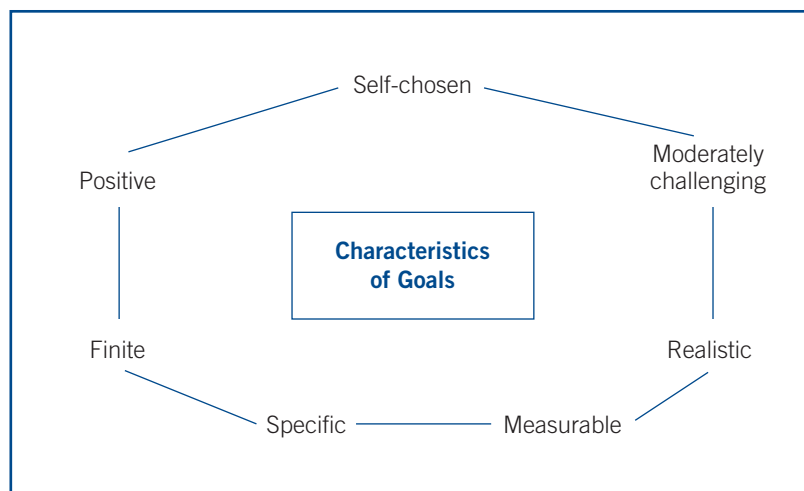 Self-chosen
Moderately
challenging
Positive
Characteristics
of Goals
Finite
Realistic
Specific
Measurable